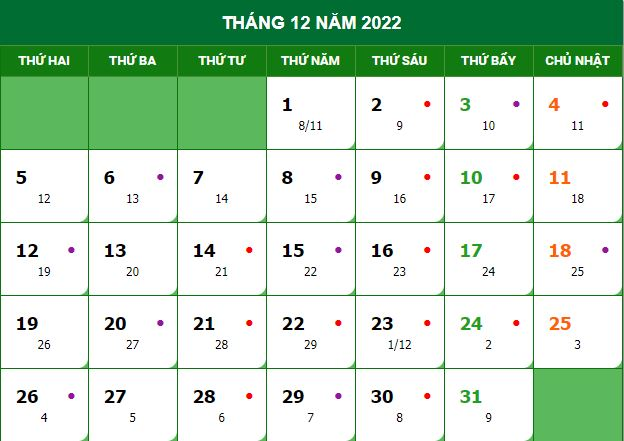 THÁNG 12 NĂM 2022
THỨ HAI THỨ BA THỨ TƯ THỨ NĂM THỨ SÁU THỨ BẢY CHỦ NHẬT
1 2 3 4
8/11 9 10 11
5 6 7 8 9 10 11
12 13 14 15 16 17 18
12 13 14 15 16 17 18
19 20 21 22 23 24 25
19 20 21 22 23 24 25
26 27 28 29 1/12 2 3
26 27 28 29 30 31
4 5 6 7 8 9